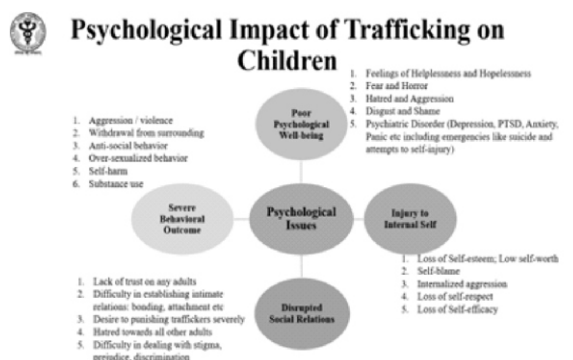 Psychological Impact of Trafficking on
Children
1. Feelings of Helplessness and Hopelessness
2. Fear and Horror
3. Hatred and Aggression
4. Disgust and Shame
5. Psychiatric Disorder (Depression, PTSD, Anxiety,
Panic etc including emergencies like suicide and
attempts to self-injury)
Poor
Psychological
Well-being
1. Aggression / violence
2. Withdrawal from surrounding
3. Anti-social behavior
4. Over-sexualized behavior
5. Self-harm
6. Substance use
Severe
Behavioral
Outcome
Psychological
Issues
Injury to
Internal Self
1. Loss of Self-esteem; Low self-worth
2. Self-blame
3. Internalized aggression
4. Loss of self-respect
5. Loss of Self-efficacy
1. Lack of trust on any adults
2. Difficulty in establishing intimate
relations: bonding, attachment etc
3. Desire to punishing traffickers severely
4. Hatred towards all other adults
5. Difficulty in dealing with stigma,
prejudice, discrimination
Disrupted
Social Relations